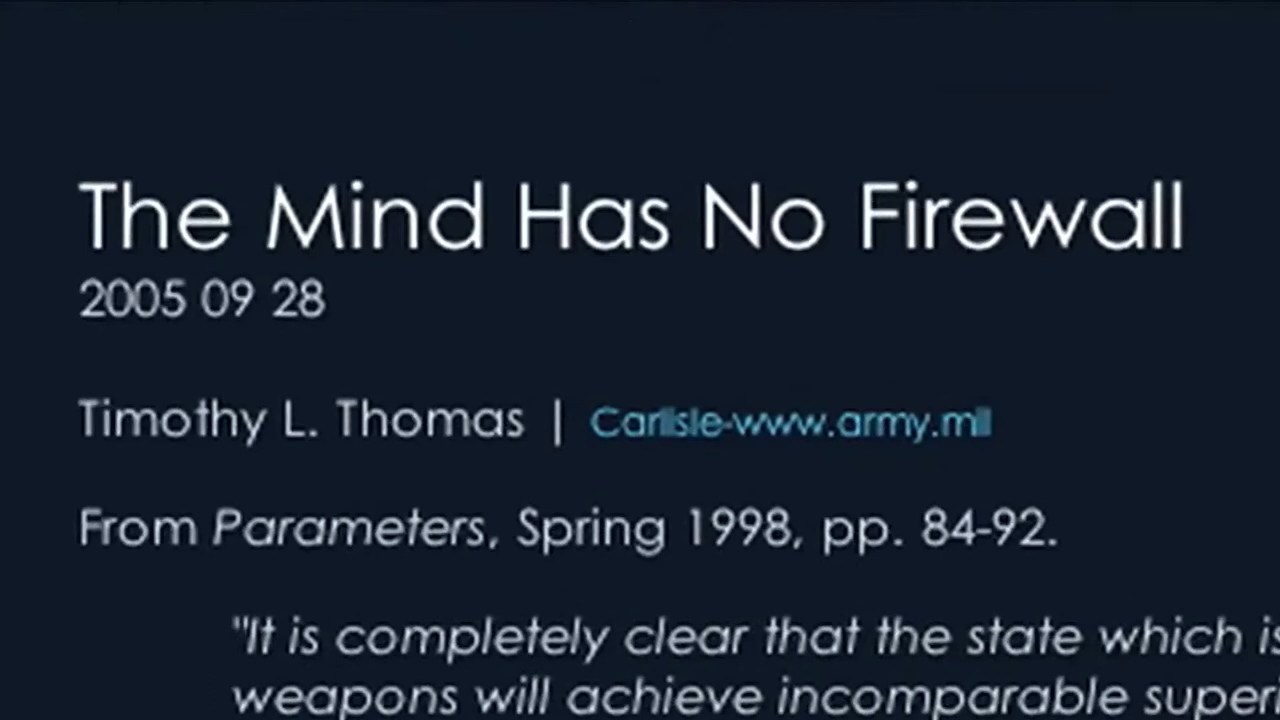 The Mind Has No Firewall
2005 09 28
Timothy L. Thomas | Carlisle-www.army.mil
From Parameters, Spring 1998, pp. 84-92.
"It is completely clear that the state which is
weapons will achieve incomparable